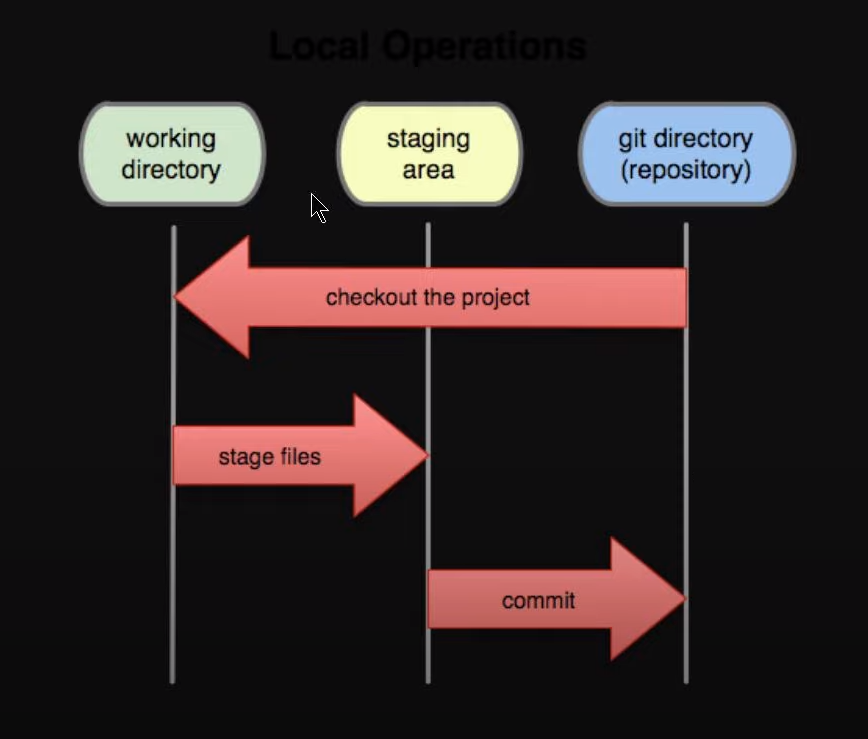 Local Operations
working
directory
staging
area
git directory
(repository)
checkout the project
stage files
commit